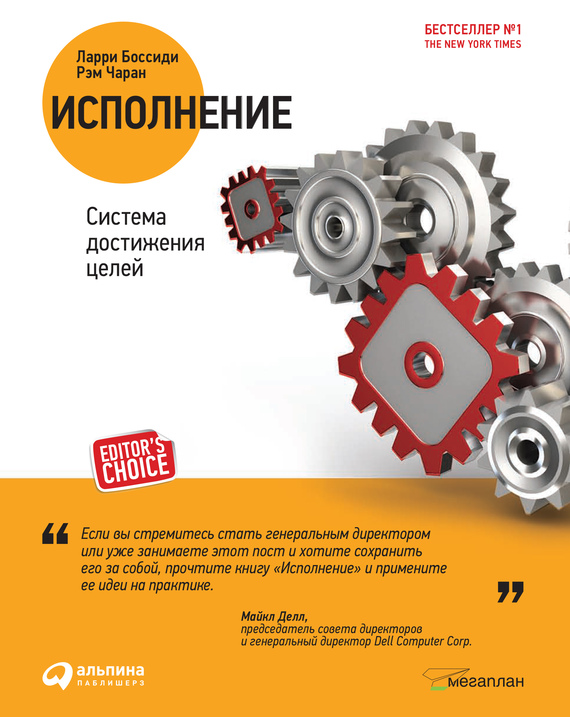 Ларри Боссиди
Рэм Чаран
ИСПОЛНЕНИЕ
БЕСТСЕЛЛЕР №1
THE NEW YORK TIMES
Система
достижения
целей
EDITOR'S
CHOICE
“
Если вы стремитесь стать генеральным директором
или уже занимаете этот пост и хотите сохранить
его за собой, прочтите книгу «Исполнение» и примените
ее идеи на практике.
”
Майкл Делл,
председатель совета директоров
и генеральный директор Dell Computer Corp.
альпина
ПАБЛИШЕРЗ
мегаплан